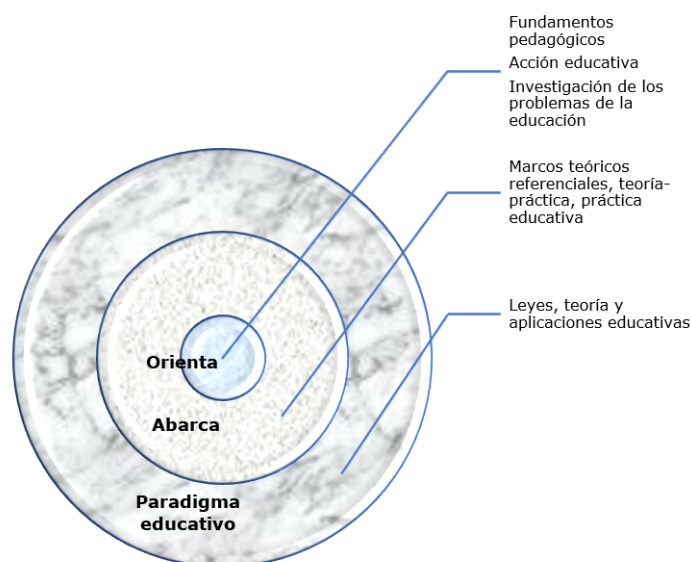 Fundamentos
pedagógicos
Acción educativa
Investigación de los
problemas de la
educación
Marcos teóricos
referenciales, teoría-
práctica, práctica
educativa
Leyes, teoría y
aplicaciones educativas
Orienta
Abarca
Paradigma
educativo